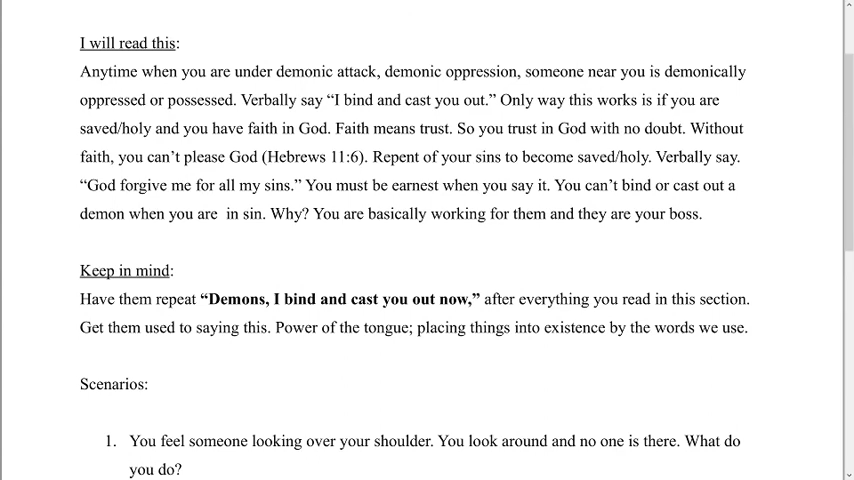 I will read this:
Anytime when you are under demonic attack, demonic oppression, someone near you is demonically
oppressed or possessed. Verbally say “I bind and cast you out.” Only way this works is if you are
saved/holy and you have faith in God. Faith means trust. So you trust in God with no doubt. Without
faith, you can’t please God (Hebrews 11:6). Repent of your sins to become saved/holy. Verbally say.
“God forgive me for all my sins.” You must be earnest when you say it. You can’t bind or cast out a
demon when you are  in sin. Why? You are basically working for them and they are your boss.
Keep in mind:
Have them repeat “Demons, I bind and cast you out now,” after everything you read in this section.
Get them used to saying this. Power of the tongue; placing things into existence by the words we use.
Scenarios:
1. You feel someone looking over your shoulder. You look around and no one is there. What do
you do?